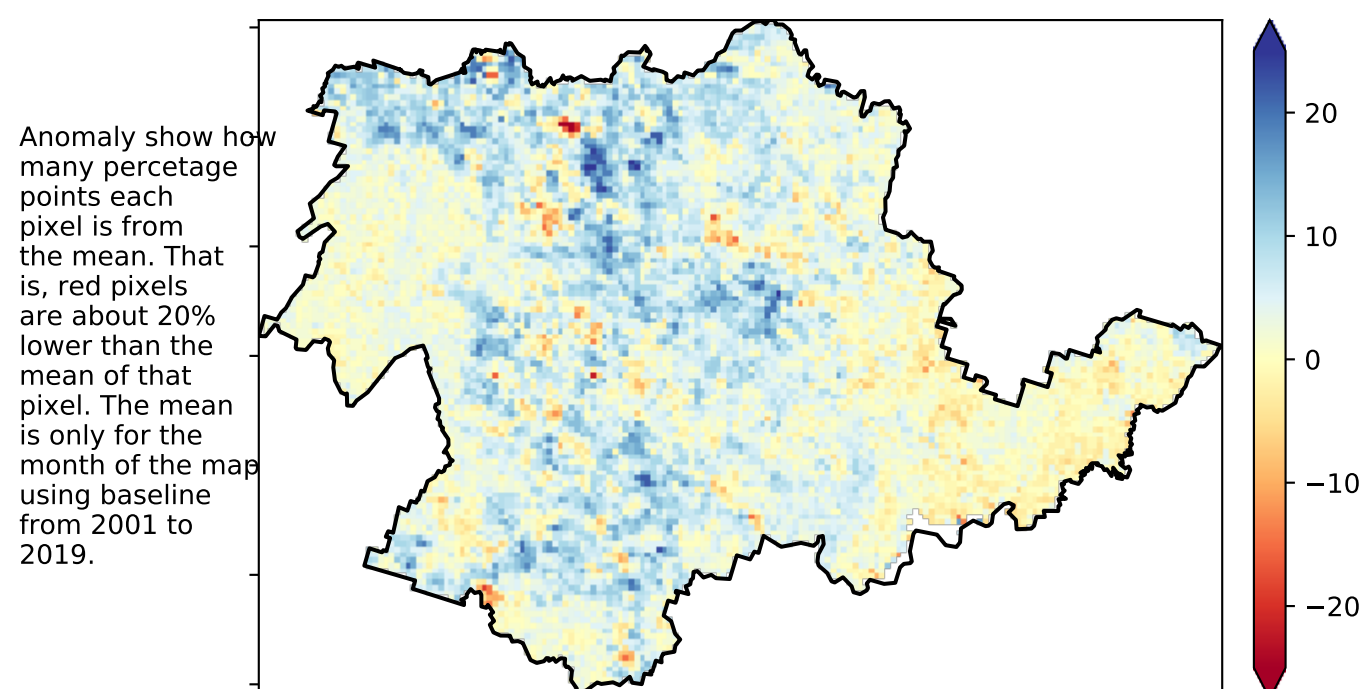 Anomaly show how
many percetage
points each
pixel is from
the mean. That
is, red pixels
are about 20%
lower than the
mean of that
pixel. The mean
is only for the
month of the map
using baseline
from 2001 to
2019.
20
10
0
−10
−20